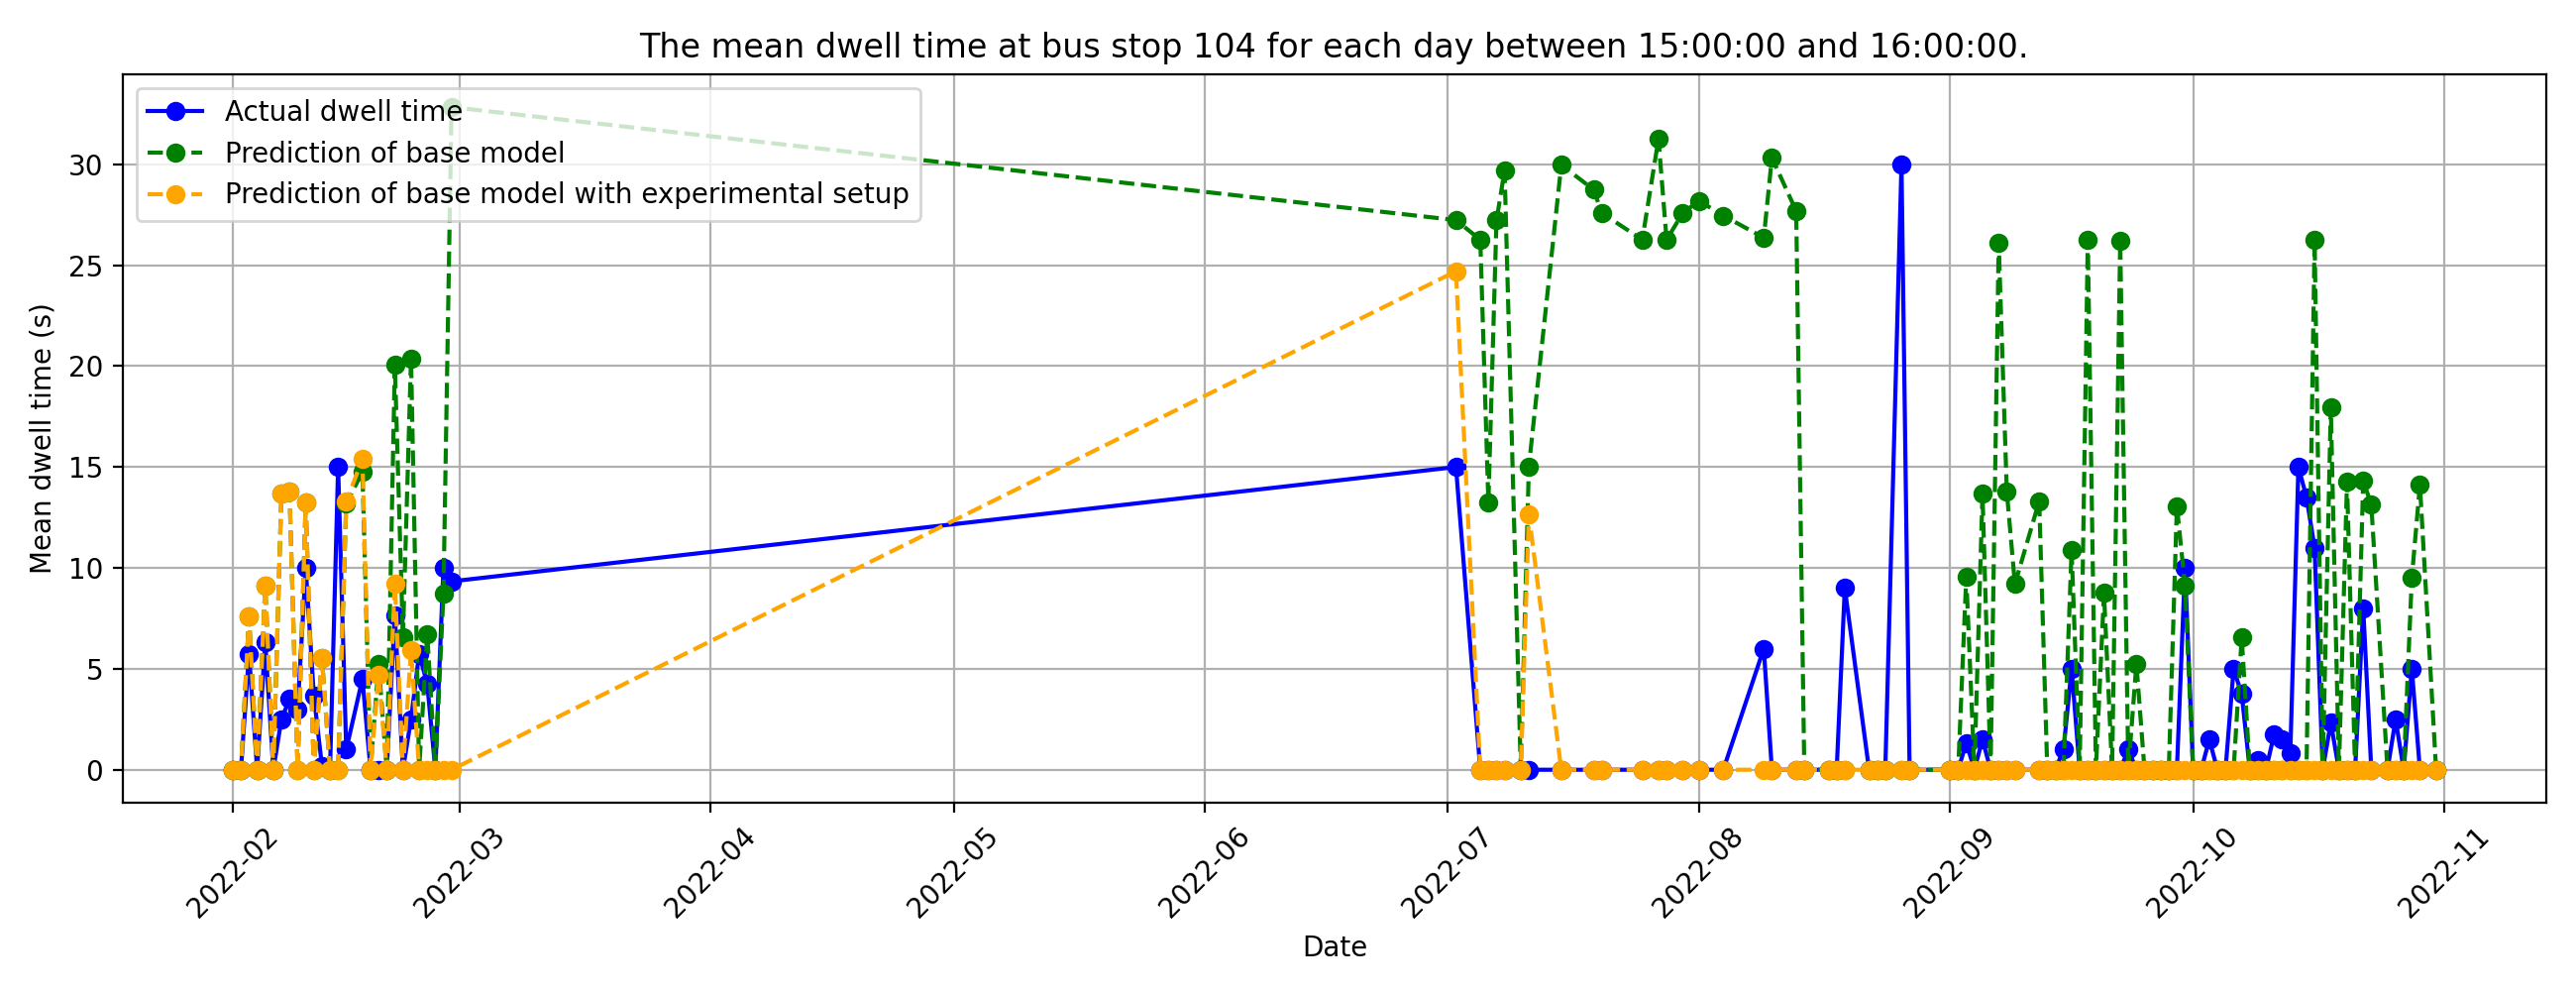 The mean dwell time at bus stop 104 for each day between 15:00:00 and 16:00:00.
Actual dwell time
Prediction of base model
Prediction of base model with experimental setup
Mean dwell time (s)
30
25
20
15
10
5
0
2022-02
2022-03
2022-04
2022-05
2022-06
2022-07
2022-08
2022-09
2022-10
2022-11
Date